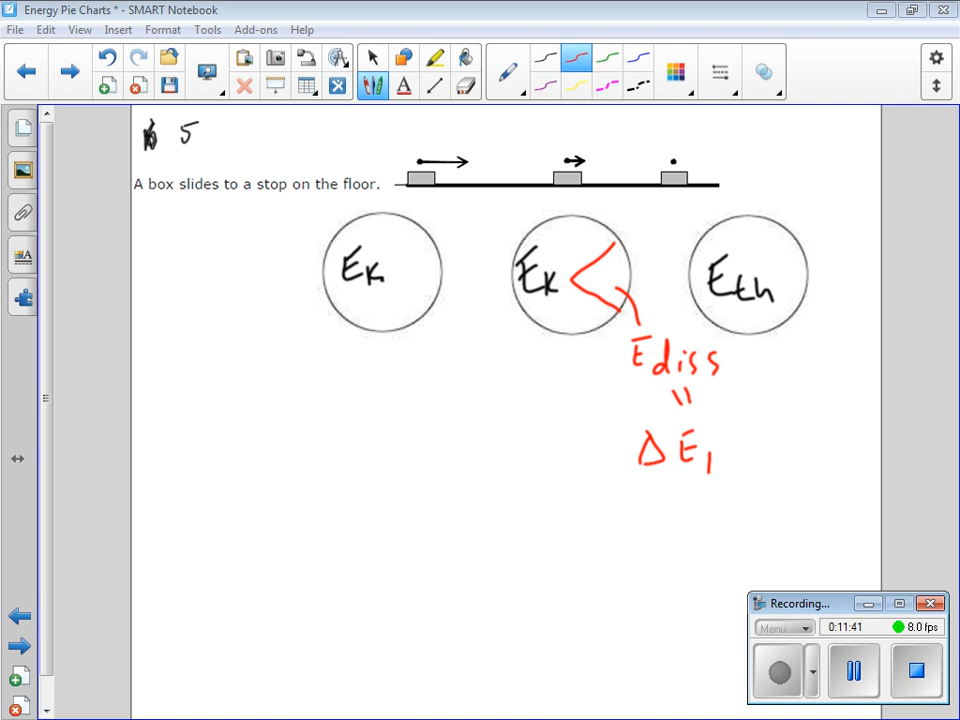 Energy Pie Charts * - SMART Notebook
File Edit View Insert Format Tools Add-ons Help
5
A box slides to a stop on the floor.
Ek Ek Eth
Ediss
"
Δ E1
Recording...
Menu 0:11:41 8.0 fps